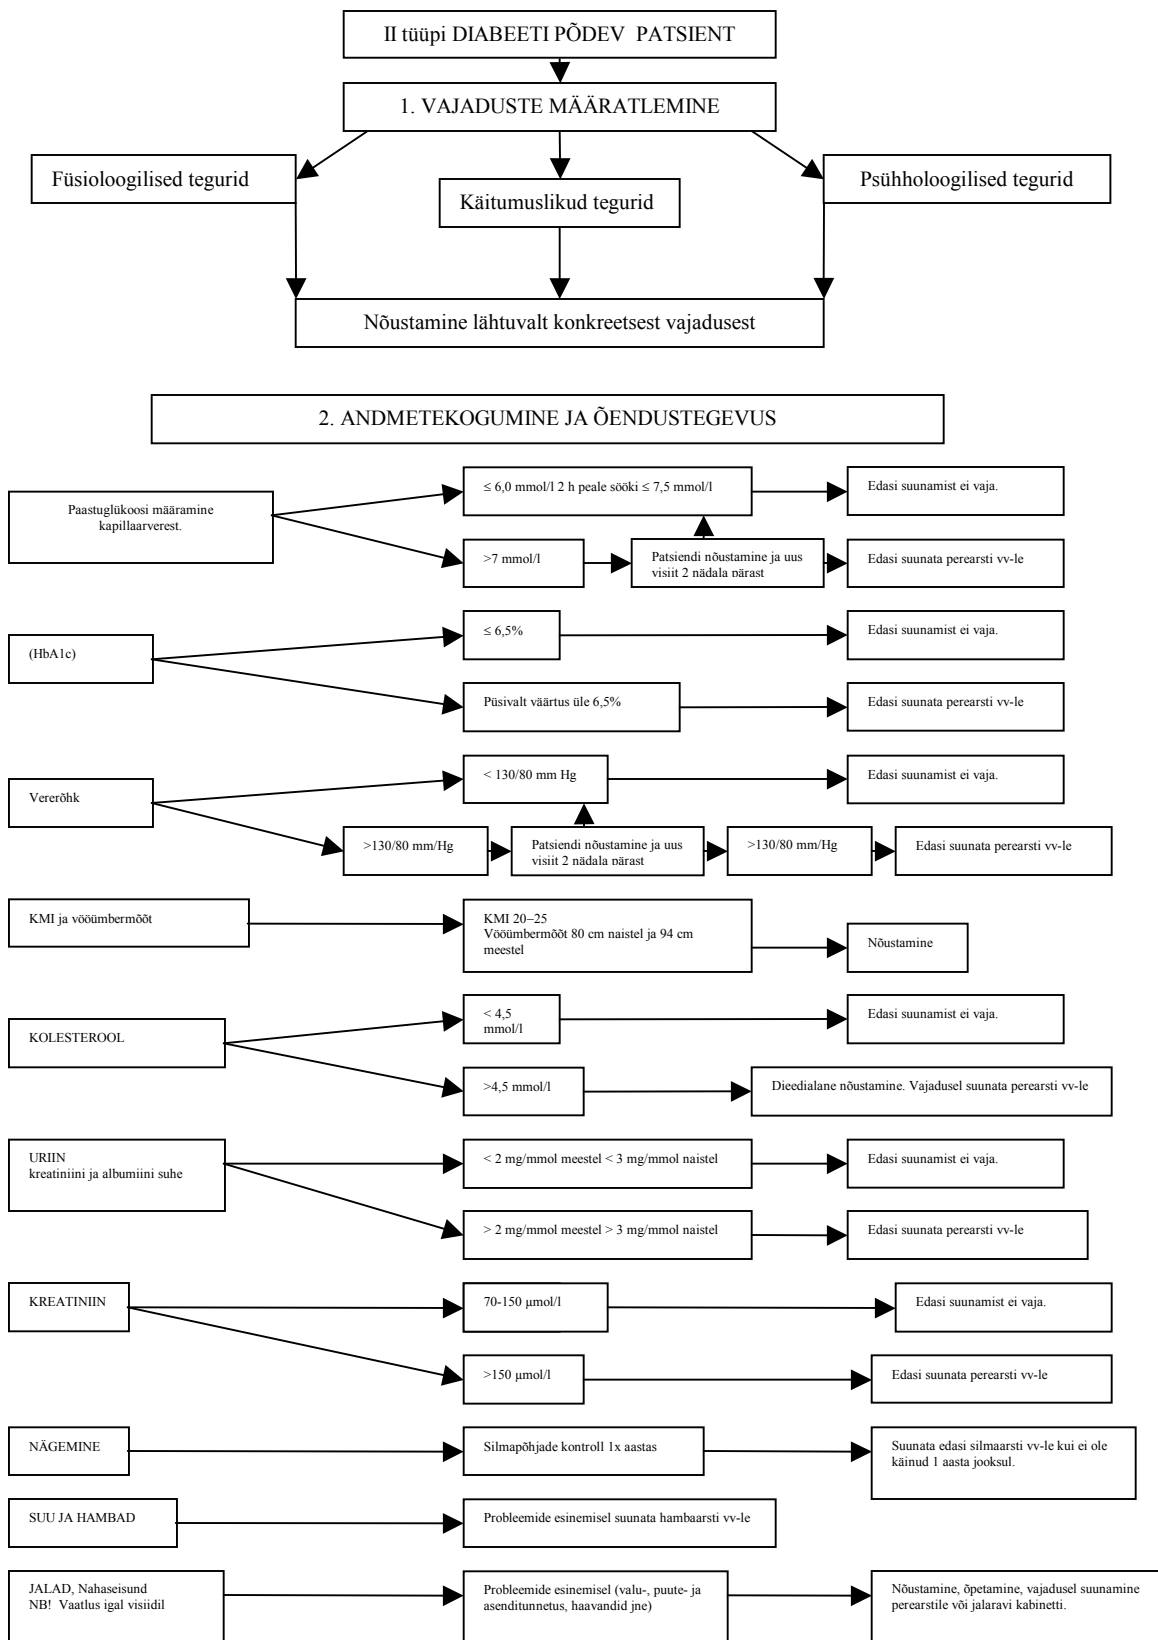 II tüüpi DIABEETI PÕDEV PATSIENT
1. VAJADUSTE MÄÄRATLEMINE
Füsioloogilised tegurid
Käitumuslikud tegurid
Psühholoogilised tegurid
Nõustamine lähtuvalt konkreetsest vajadusest
2. ANDMETEKOGUMINE JA ÕENDUSTEGEVUS
Paastuglükoosi määramine
kapillaarverest.
≤ 6,0 mmol/l 2 h peale sööki ≤ 7,5 mmol/l
Edasi suunamist ei vaja.
>7 mmol/l
Patsiendi nõustamine ja uus
visiit 2 nädala pärast
Edasi suunata perearsti vv-le
(HbA1c)
≤ 6,5%
Edasi suunamist ei vaja.
Püsivalt väärtus üle 6,5%
Edasi suunata perearsti vv-le
Vererõhk
< 130/80 mm Hg
Edasi suunamist ei vaja.
>130/80 mm/Hg
Patsiendi nõustamine ja uus
visiit 2 nädala pärast
>130/80 mm/Hg
Edasi suunata perearsti vv-le
KMI ja vööümbermõõt
KMI 20–25
Vööümbermõõt 80 cm naistel ja 94 cm
meestel
Nõustamine
KOLESTEROOL
< 4,5
mmol/l
Edasi suunamist ei vaja.
>4,5 mmol/l
Dieedialane nõustamine. Vajadusel suunata perearsti vv-le
URIIN
kreatiniini ja albumiini suhe
< 2 mg/mmol meestel < 3 mg/mmol naistel
Edasi suunamist ei vaja.
> 2 mg/mmol meestel > 3 mg/mmol naistel
Edasi suunata perearsti vv-le
KREATINIIN
70-150 µmol/l
Edasi suunamist ei vaja.
>150 µmol/l
Edasi suunata perearsti vv-le
NÄGEMINE
Silmapõhjade kontroll 1x aastas
Suunata edasi silmaarsti vv-le kui ei ole
käinud 1 aasta jooksul.
SUU JA HAMBAD
Probleemide esinemisel suunata hambaarsti vv-le
JALAD, Nahaseisund
NB! Vaatlus igal visiidil
Probleemide esinemisel (valu-, puute- ja
asenditunnetus, haavandid jne)
Nõustamine, õpetamine, vajadusel suunamine
perearstile või jalaravi kabinetti.